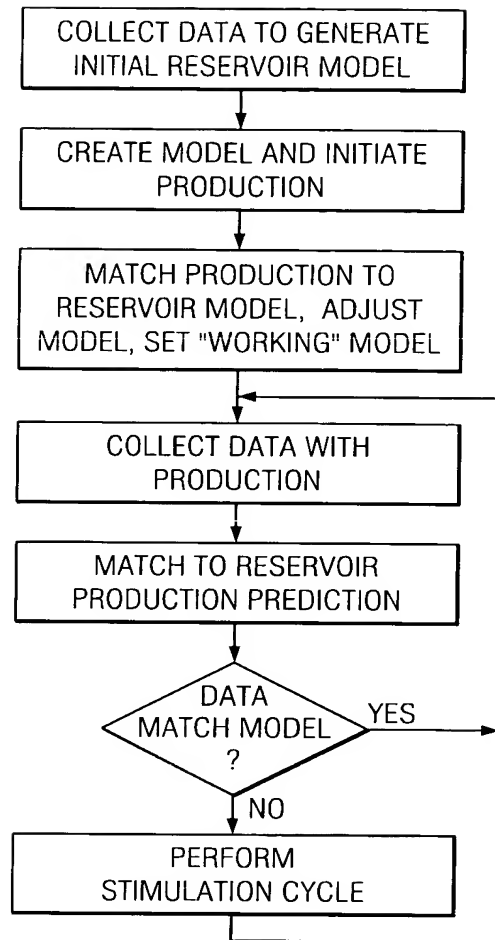 COLLECT DATA TO GENERATE
INITIAL RESERVOIR MODEL
CREATE MODEL AND INITIATE
PRODUCTION
MATCH PRODUCTION TO
RESERVOIR MODEL, ADJUST
MODEL, SET "WORKING" MODEL
COLLECT DATA WITH
PRODUCTION
MATCH TO RESERVOIR
PRODUCTION PREDICTION
DATA
MATCH MODEL
?
YES
NO
PERFORM
STIMULATION CYCLE